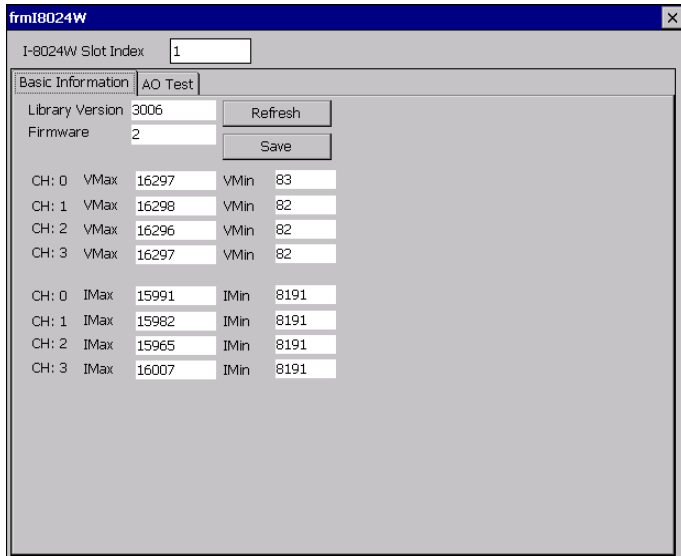 frmI8024W
I-8024W Slot Index 1
Basic Information AO Test
Library Version 3006 Refresh
Firmware 2 Save
CH: 0 VMax 16297 VMin 83
CH: 1 VMax 16298 VMin 82
CH: 2 VMax 16296 VMin 82
CH: 3 VMax 16297 VMin 82
CH: 0 IMax 15991 IMin 8191
CH: 1 IMax 15982 IMin 8191
CH: 2 IMax 15965 IMin 8191
CH: 3 IMax 16007 IMin 8191